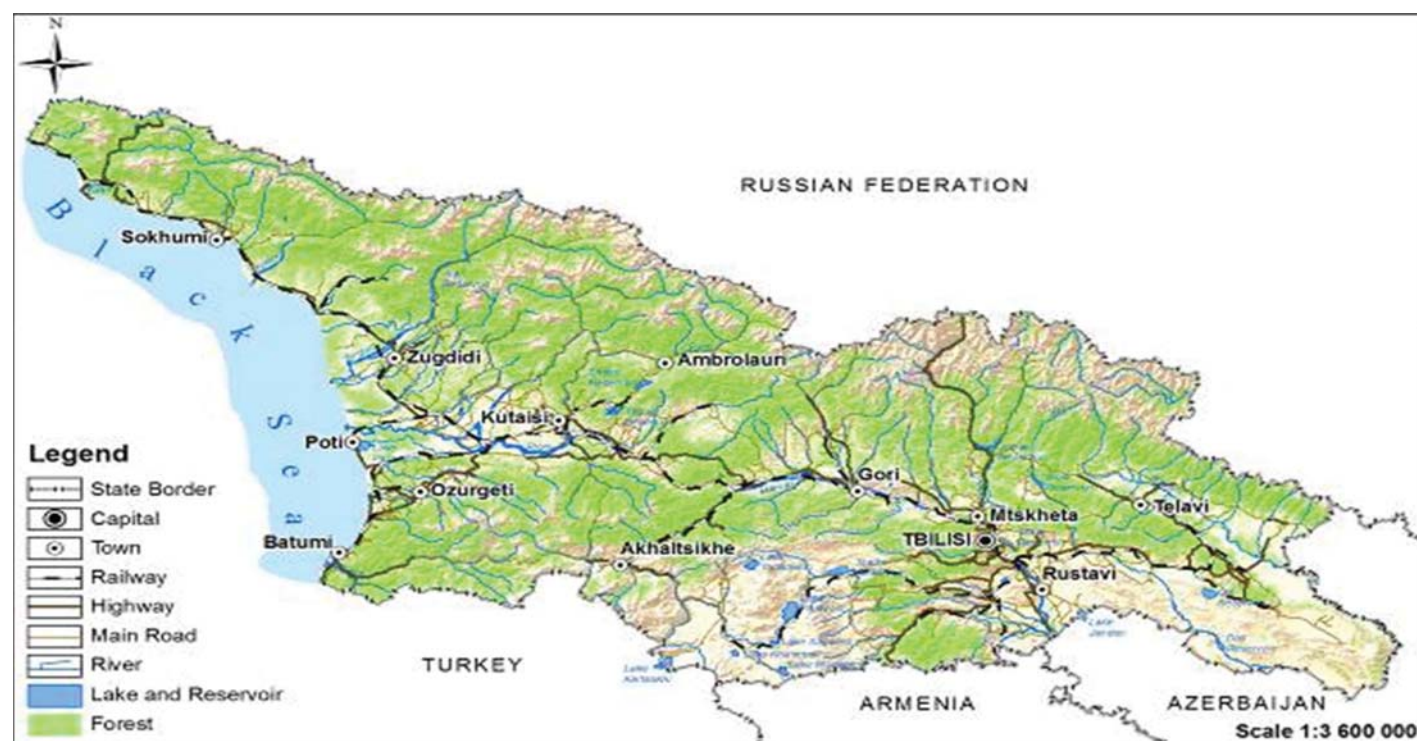 N
RUSSIAN FEDERATION
Black Sea
Sokhumi
Zugdidi
Ambrolauri
Kutaisi
Poti
Ozurgeti
Gori
Mtskheta
Telavi
TBILISI
Batumi
Akhaltsikhe
Rustavi
Lake
TURKEY
ARMENIA
AZERBAIJAN
Scale 1:3 600 000
Legend
State Border
Capital
Town
Railway
Highway
Main Road
River
Lake and Reservoir
Forest